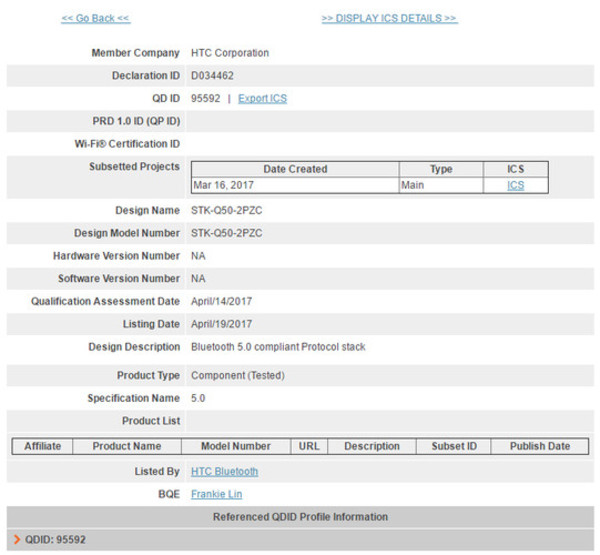 << Go Back << >> DISPLAY ICS DETAILS >>
Member Company HTC Corporation
Declaration ID D034462
QD ID 95592 | Export ICS
PRD 1.0 ID (QP ID)
Wi-Fi® Certification ID
Subsetted Projects Date Created Type ICS
Mar 16, 2017 Main ICS
Design Name STK-Q50-2PZC
Design Model Number STK-Q50-2PZC
Hardware Version Number NA
Software Version Number NA
Qualification Assessment Date April/14/2017
Listing Date April/19/2017
Design Description Bluetooth 5.0 compliant Protocol stack
Product Type Component (Tested)
Specification Name 5.0
Product List
Affiliate Product Name Model Number URL Description Subset ID Publish Date
Listed By HTC Bluetooth
BQE Frankie Lin
Referenced QDID Profile Information
QDID: 95592